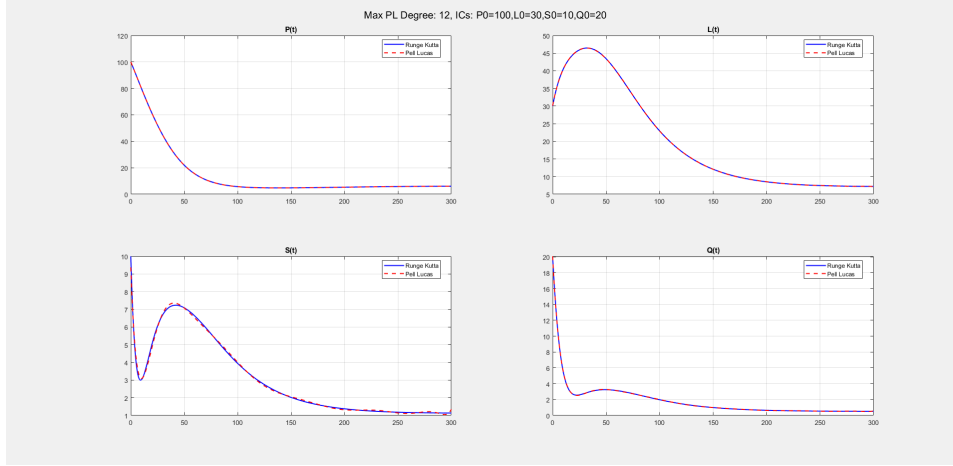 Max PL Degree: 12, ICs: P0=100,L0=30,S0=10,Q0=20
P(t)
120
100
80
60
40
20
0
0 50 100 150 200 250 300
Runge Kutta
Pell Lucas
L(t)
50
45
40
35
30
25
20
15
10
5
0 50 100 150 200 250 300
Runge Kutta
Pell Lucas
S(t)
10
9
8
7
6
5
4
3
2
1
0 50 100 150 200 250 300
Runge Kutta
Pell Lucas
Q(t)
20
18
16
14
12
10
8
6
4
2
0
0 50 100 150 200 250 300
Runge Kutta
Pell Lucas